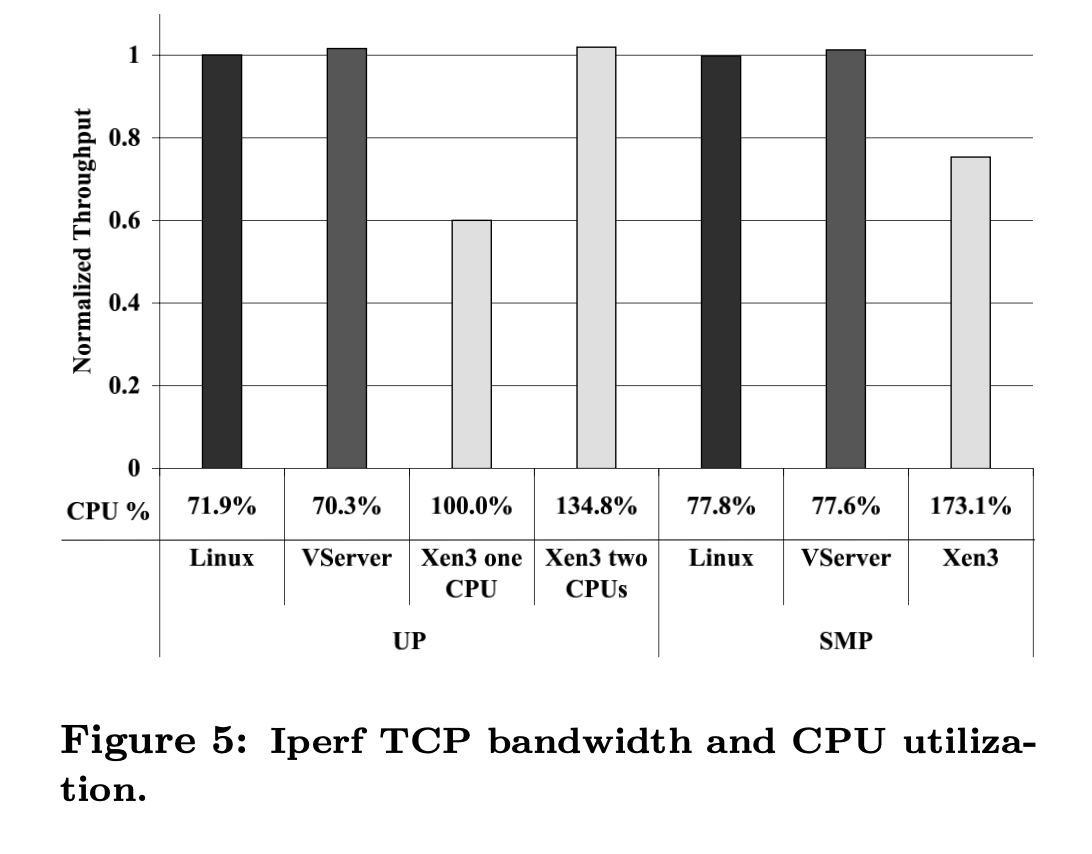 1
0.8
0.6
0.4
0.2
0
Normalized Throughput
CPU % 71.9% 70.3% 100.0% 134.8% 77.8% 77.6% 173.1%
Linux VServer Xen3 one Xen3 two Linux VServer Xen3
CPU CPUs
UP SMP
Figure 5: Iperf TCP bandwidth and CPU utiliza-
tion.